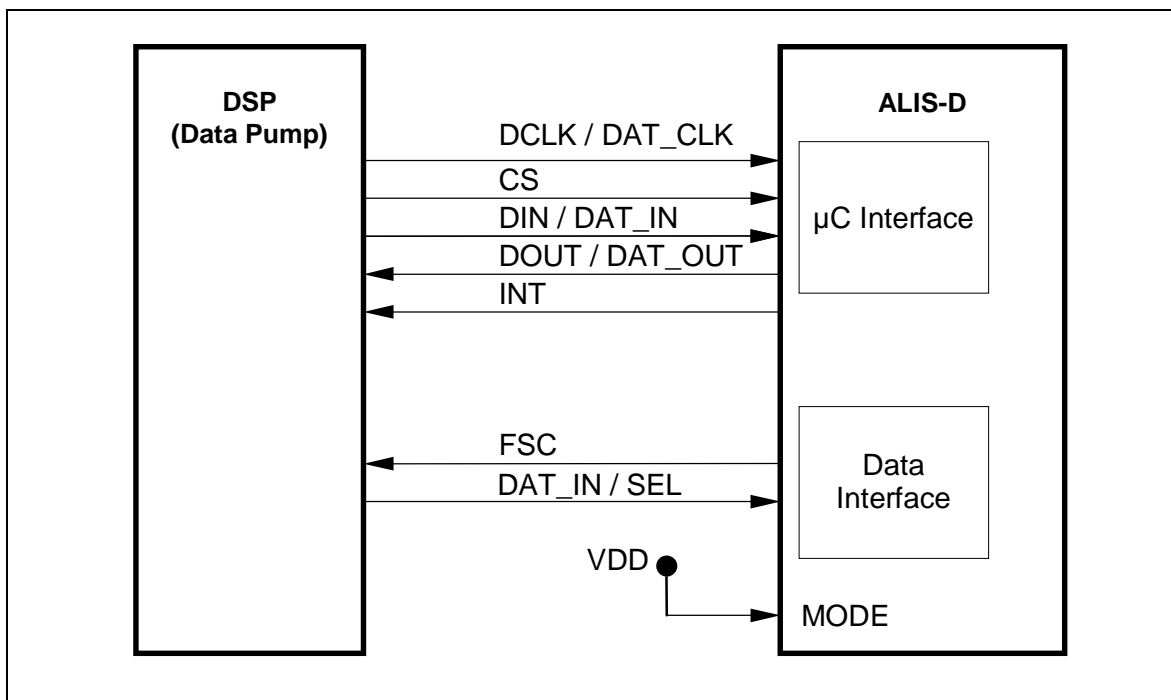 DSP
(Data Pump)
ALIS-D
DCLK / DAT_CLK
CS
DIN / DAT_IN
DOUT / DAT_OUT
INT
µC Interface
FSC
DAT_IN / SEL
Data
Interface
VDD
MODE